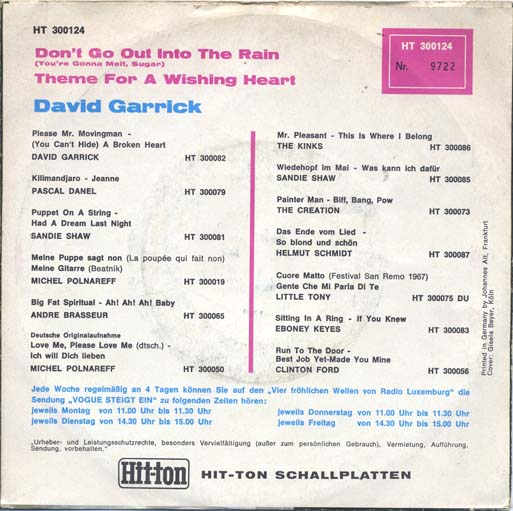 HT 300124
Don't Go Out Into The Rain
(You're Gonna Melt, Sugar)
Theme For A Wishing Heart
David Garrick
HT 300124
Nr. 9722
Please Mr. Movingman -
(You Can't Hide) A Broken Heart
DAVID GARRICK HT 300082
Kilimandjaro - Jeanne
PASCAL DANEL HT 300079
Puppet On A String -
Had A Dream Last Night
SANDIE SHAW HT 300081
Meine Puppe sagt non (La poupée qui fait non)
Meine Gitarre (Beatnik)
MICHEL POLNAREFF HT 300019
Big Fat Spiritual - Ah! Ah! Ah! Baby
ANDRE BRASSEUR HT 300065
Deutsche Originalaufnahme
Love Me, Please Love Me (dtsch.) -
Ich will Dich lieben
MICHEL POLNAREFF HT 300050
Mr. Pleasant - This Is Where I Belong
THE KINKS HT 300086
Wiedehopf im Mai - Was kann ich dafür
SANDIE SHAW HT 300085
Painter Man - Biff, Bang, Pow
THE CREATION HT 300073
Das Ende vom Lied -
So blond und schön
HELMUT SCHMIDT HT 300087
Cuore Matto (Festival San Remo 1967)
Gente Che Mi Parla Di Te
LITTLE TONY HT 300075 DU
Sitting In A Ring - If You Knew
EBONEY KEYES HT 300083
Run To The Door -
Best Job Yet-Made You Mine
CLINTON FORD HT 300056
Printed in Germany by Johannes Alt, Frankfurt
Cover: Gisela Beyer, Köln
Jede Woche regelmäßig an 4 Tagen können Sie auf den „Vier fröhlichen Wellen von Radio Luxemburg" die
Sendung „VOGUE STEIGT EIN" zu folgenden Zeiten hören:
jeweils Montag von 11.00 Uhr bis 11.30 Uhr jeweils Donnerstag von 11.00 Uhr bis 11.30 Uhr
jeweils Dienstag von 14.30 Uhr bis 15.00 Uhr jeweils Freitag von 14.30 Uhr bis 15.00 Uhr
„Urheber- und Leistungsschutzrechte, besonders Vervielfältigung (außer zum persönlichen Gebrauch), Vermietung, Aufführung,
Sendung, vorbehalten."
Hit-ton HIT-TON SCHALLPLATTEN